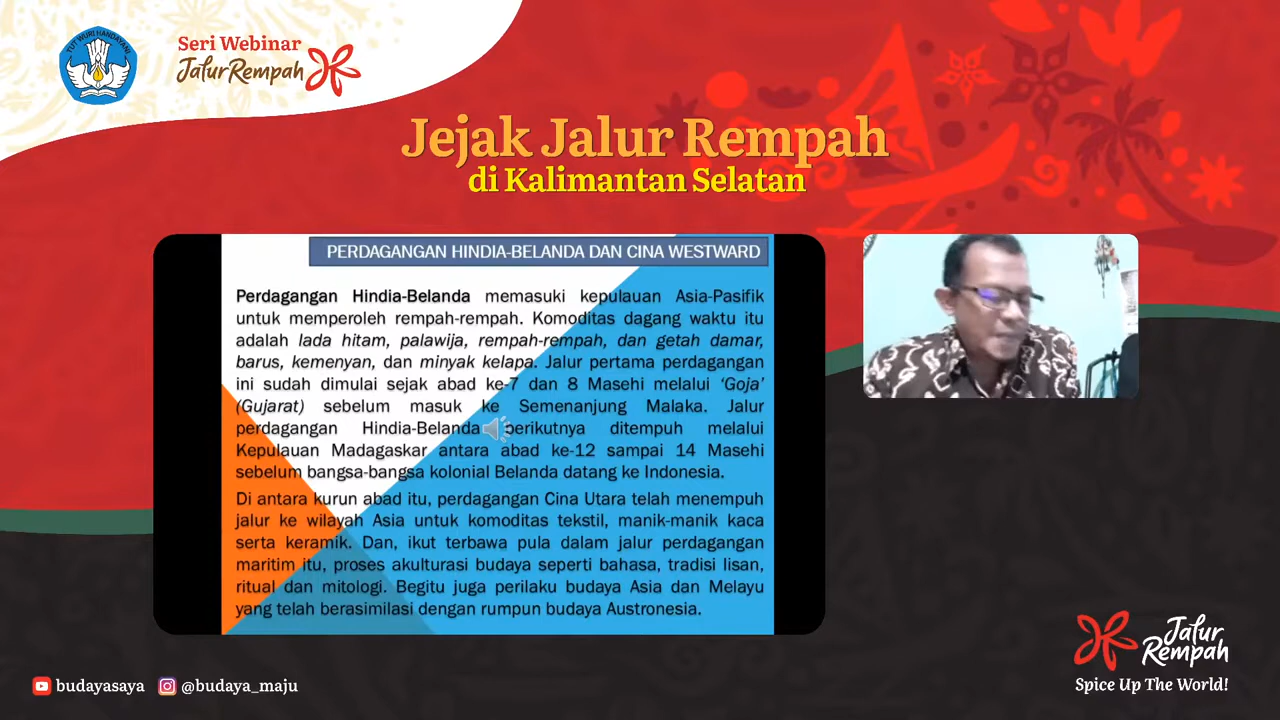 TUT WURI HANDAYANI
Seri Webinar
Jalur Rempah
Jejak Jalur Rempah
di Kalimantan Selatan
PERDAGANGAN HINDIA-BELANDA DAN CINA WESTWARD
Perdagangan Hindia-Belanda memasuki kepulauan Asia-Pasifik
untuk memperoleh rempah-rempah. Komoditas dagang waktu itu
adalah lada hitam, palawija, rempah-rempah, dan getah damar,
barus, kemenyan, dan minyak kelapa. Jalur pertama perdagangan
ini sudah dimulai sejak abad ke-7 dan 8 Masehi melalui ‘Goja’
(Gujarat) sebelum masuk ke Semenanjung Malaka. Jalur
perdagangan Hindia-Belanda berikutnya ditempuh melalui
Kepulauan Madagaskar antara abad ke-12 sampai 14 Masehi
sebelum bangsa-bangsa kolonial Belanda datang ke Indonesia.
Di antara kurun abad itu, perdagangan Cina Utara telah menempuh
jalur ke wilayah Asia untuk komoditas tekstil, manik-manik kaca
serta keramik. Dan, ikut terbawa pula dalam jalur perdagangan
maritim itu, proses akulturasi budaya seperti bahasa, tradisi lisan,
ritual dan mitologi. Begitu juga perilaku budaya Asia dan Melayu
yang telah berasimilasi dengan rumpun budaya Austronesia.
Jalur
Rempah
Spice Up The World!
budayasaya @budaya_maju